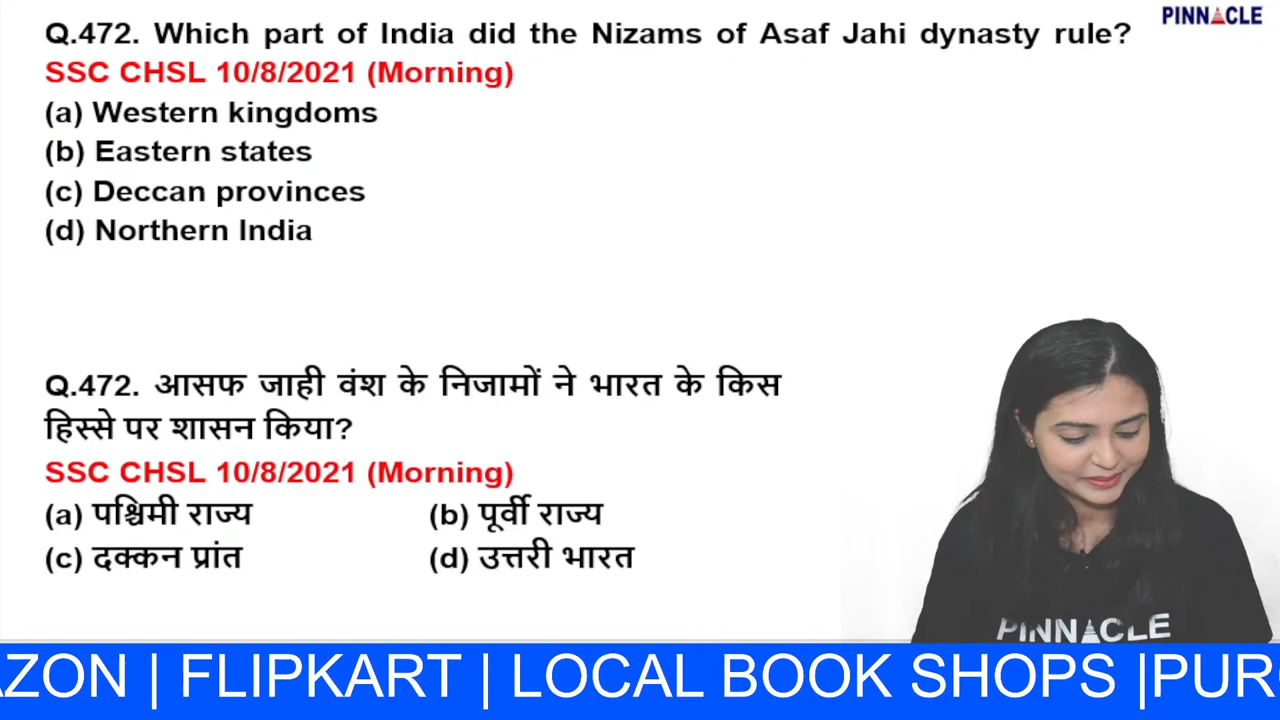 PINNACLE
Q.472. Which part of India did the Nizams of Asaf Jahi dynasty rule?
SSC CHSL 10/8/2021 (Morning)
(a) Western kingdoms
(b) Eastern states
(c) Deccan provinces
(d) Northern India
Q.472. आसफ जाही वंश के निजामों ने भारत के किस
हिस्से पर शासन किया?
SSC CHSL 10/8/2021 (Morning)
(a) पश्चिमी राज्य (b) पूर्वी राज्य
(c) दक्कन प्रांत (d) उत्तरी भारत
PINNACLE
AZON | FLIPKART | LOCAL BOOK SHOPS |PUR